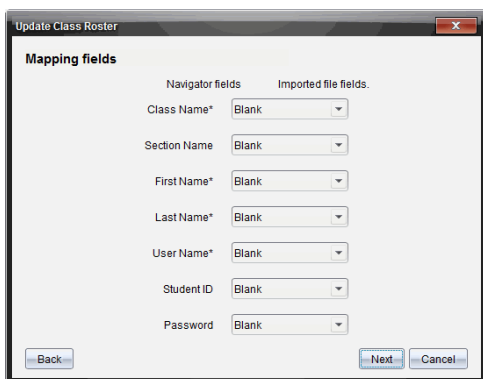 Update Class Roster
Mapping fields
Navigator fields Imported file fields.
Class Name* Blank
Section Name Blank
First Name* Blank
Last Name* Blank
User Name* Blank
Student ID Blank
Password Blank
Back Next Cancel